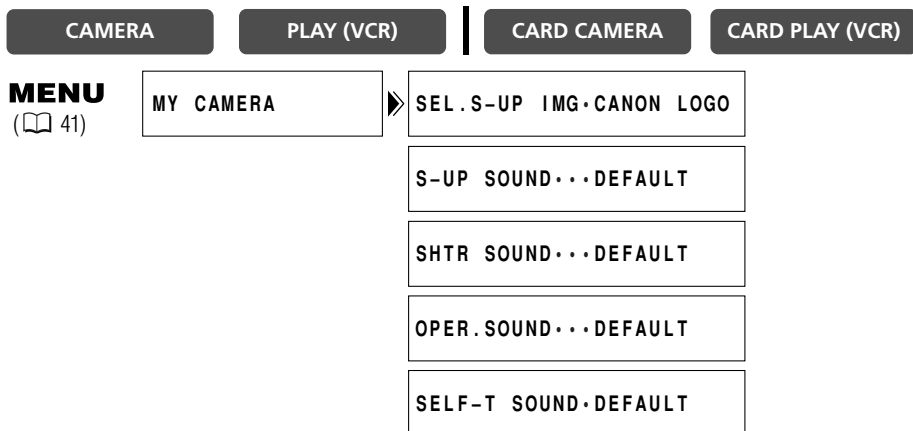 CAMERA PLAY (VCR) CARD CAMERA CARD PLAY (VCR)
MENU
(41)
MY CAMERA
SEL.S–UP IMG•CANON LOGO
S–UP SOUND•••DEFAULT
SHTR SOUND•••DEFAULT
OPER.SOUND•••DEFAULT
SELF–T SOUND•DEFAULT